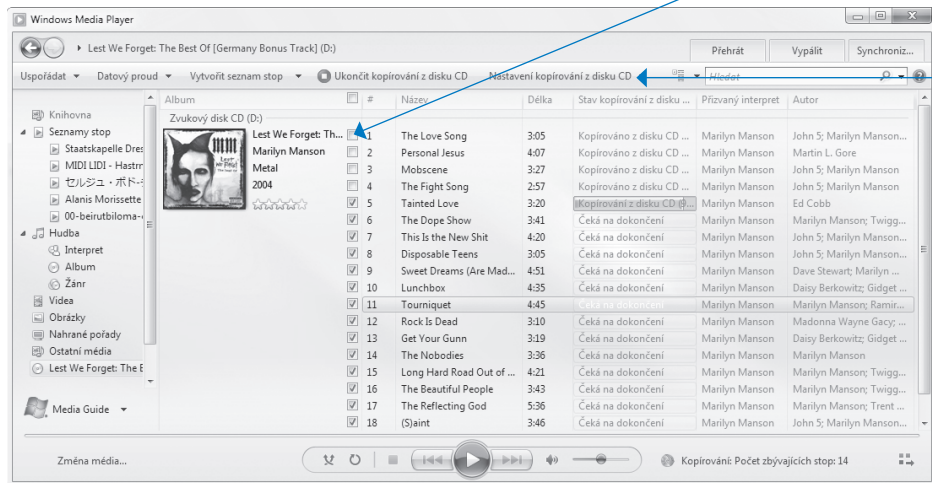 Windows Media Player
Lest We Forget: The Best Of [Germany Bonus Track] (D:)
Přehrát Vypálit Synchroniz...
Uspořádat Datový proud Vytvořit seznam stop Ukončit kopírování z disku CD Nastavení kopírování z disku CD Hledat
Knihovna
Seznamy stop
Staatskapelle Dres
MIDI LIDI - Hastrm
セルジュ・ボド-
Alanis Morissette
00-beirutbiloma-
Hudba
Interpret
Album
Žánr
Videa
Obrázky
Nahrané pořady
Ostatní média
Lest We Forget: The B
Media Guide
Album # Název Délka Stav kopírování z disku ... Přizvaný interpret Autor
Zvukový disk CD (D:)
Lest We Forget: Th...
Marilyn Manson
Metal
2004
1 The Love Song 3:05 Kopírováno z disku CD ... Marilyn Manson John 5; Marilyn Manson...
2 Personal Jesus 4:07 Kopírováno z disku CD ... Marilyn Manson Martin L. Gore
3 Mobscene 3:27 Kopírováno z disku CD ... Marilyn Manson John 5; Marilyn Manson
4 The Fight Song 2:57 Kopírováno z disku CD ... Marilyn Manson John 5; Marilyn Manson
5 Tainted Love 3:20 Kopírování z disku CD Marilyn Manson Ed Cobb
6 The Dope Show 3:41 Čeká na dokončení Marilyn Manson Marilyn Manson; Twigg...
7 This Is the New Shit 4:20 Čeká na dokončení Marilyn Manson John 5; Marilyn Manson...
8 Disposable Teens 3:05 Čeká na dokončení Marilyn Manson John 5; Marilyn Manson...
9 Sweet Dreams (Are Mad... 4:51 Čeká na dokončení Marilyn Manson Dave Stewart; Marilyn ...
10 Lunchbox 4:35 Čeká na dokončení Marilyn Manson Daisy Berkowitz; Gidget ...
11 Tourniquet 4:45 Čeká na dokončení Marilyn Manson Marilyn Manson; Ramir...
12 Rock Is Dead 3:10 Čeká na dokončení Marilyn Manson Madonna Wayne Gacy; ...
13 Get Your Gunn 3:19 Čeká na dokončení Marilyn Manson Daisy Berkowitz; Gidget ...
14 The Nobodies 3:36 Čeká na dokončení Marilyn Manson Marilyn Manson
15 Long Hard Road Out of ... 4:21 Čeká na dokončení Marilyn Manson Marilyn Manson; Twigg...
16 The Beautiful People 3:43 Čeká na dokončení Marilyn Manson Marilyn Manson; Twigg...
17 The Reflecting God 5:36 Čeká na dokončení Marilyn Manson Marilyn Manson; Trent ...
18 (S)aint 3:46 Čeká na dokončení Marilyn Manson John 5; Marilyn Manson...
Změna média...
Kopírování: Počet zbývajících stop: 14